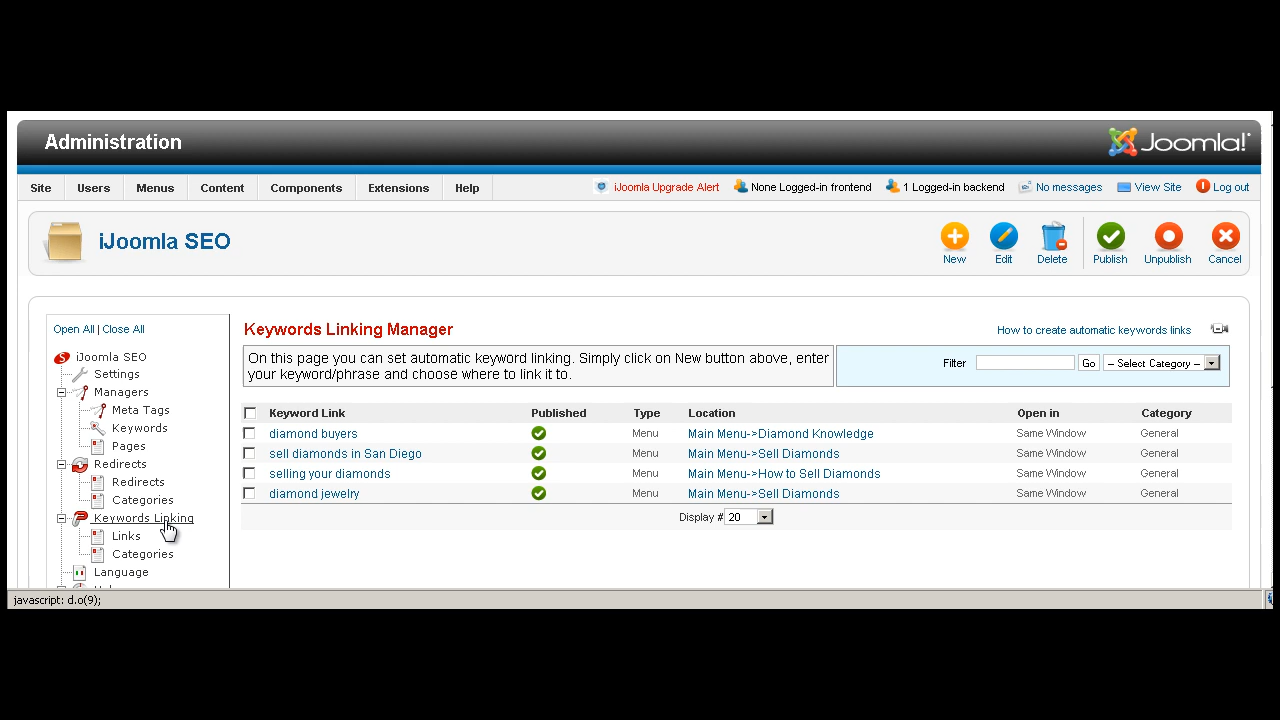 Administration
Joomla!
Site Users Menus Content Components Extensions Help iJoomla Upgrade Alert None Logged-in frontend 1 Logged-in backend No messages View Site Log out
iJoomla SEO
New Edit Delete Publish Unpublish Cancel
Open All | Close All
iJoomla SEO
Settings
Managers
Meta Tags
Keywords
Pages
Redirects
Redirects
Categories
Keywords Linking
Links
Categories
Language
Keywords Linking Manager
How to create automatic keywords links
On this page you can set automatic keyword linking. Simply click on New button above, enter
your keyword/phrase and choose where to link it to.
Filter Go -- Select Category --
Keyword Link Published Type Location Open in Category
diamond buyers Menu Main Menu->Diamond Knowledge Same Window General
sell diamonds in San Diego Menu Main Menu->Sell Diamonds Same Window General
selling your diamonds Menu Main Menu->How to Sell Diamonds Same Window General
diamond jewelry Menu Main Menu->Sell Diamonds Same Window General
Display # 20
javascript: d.o(9);